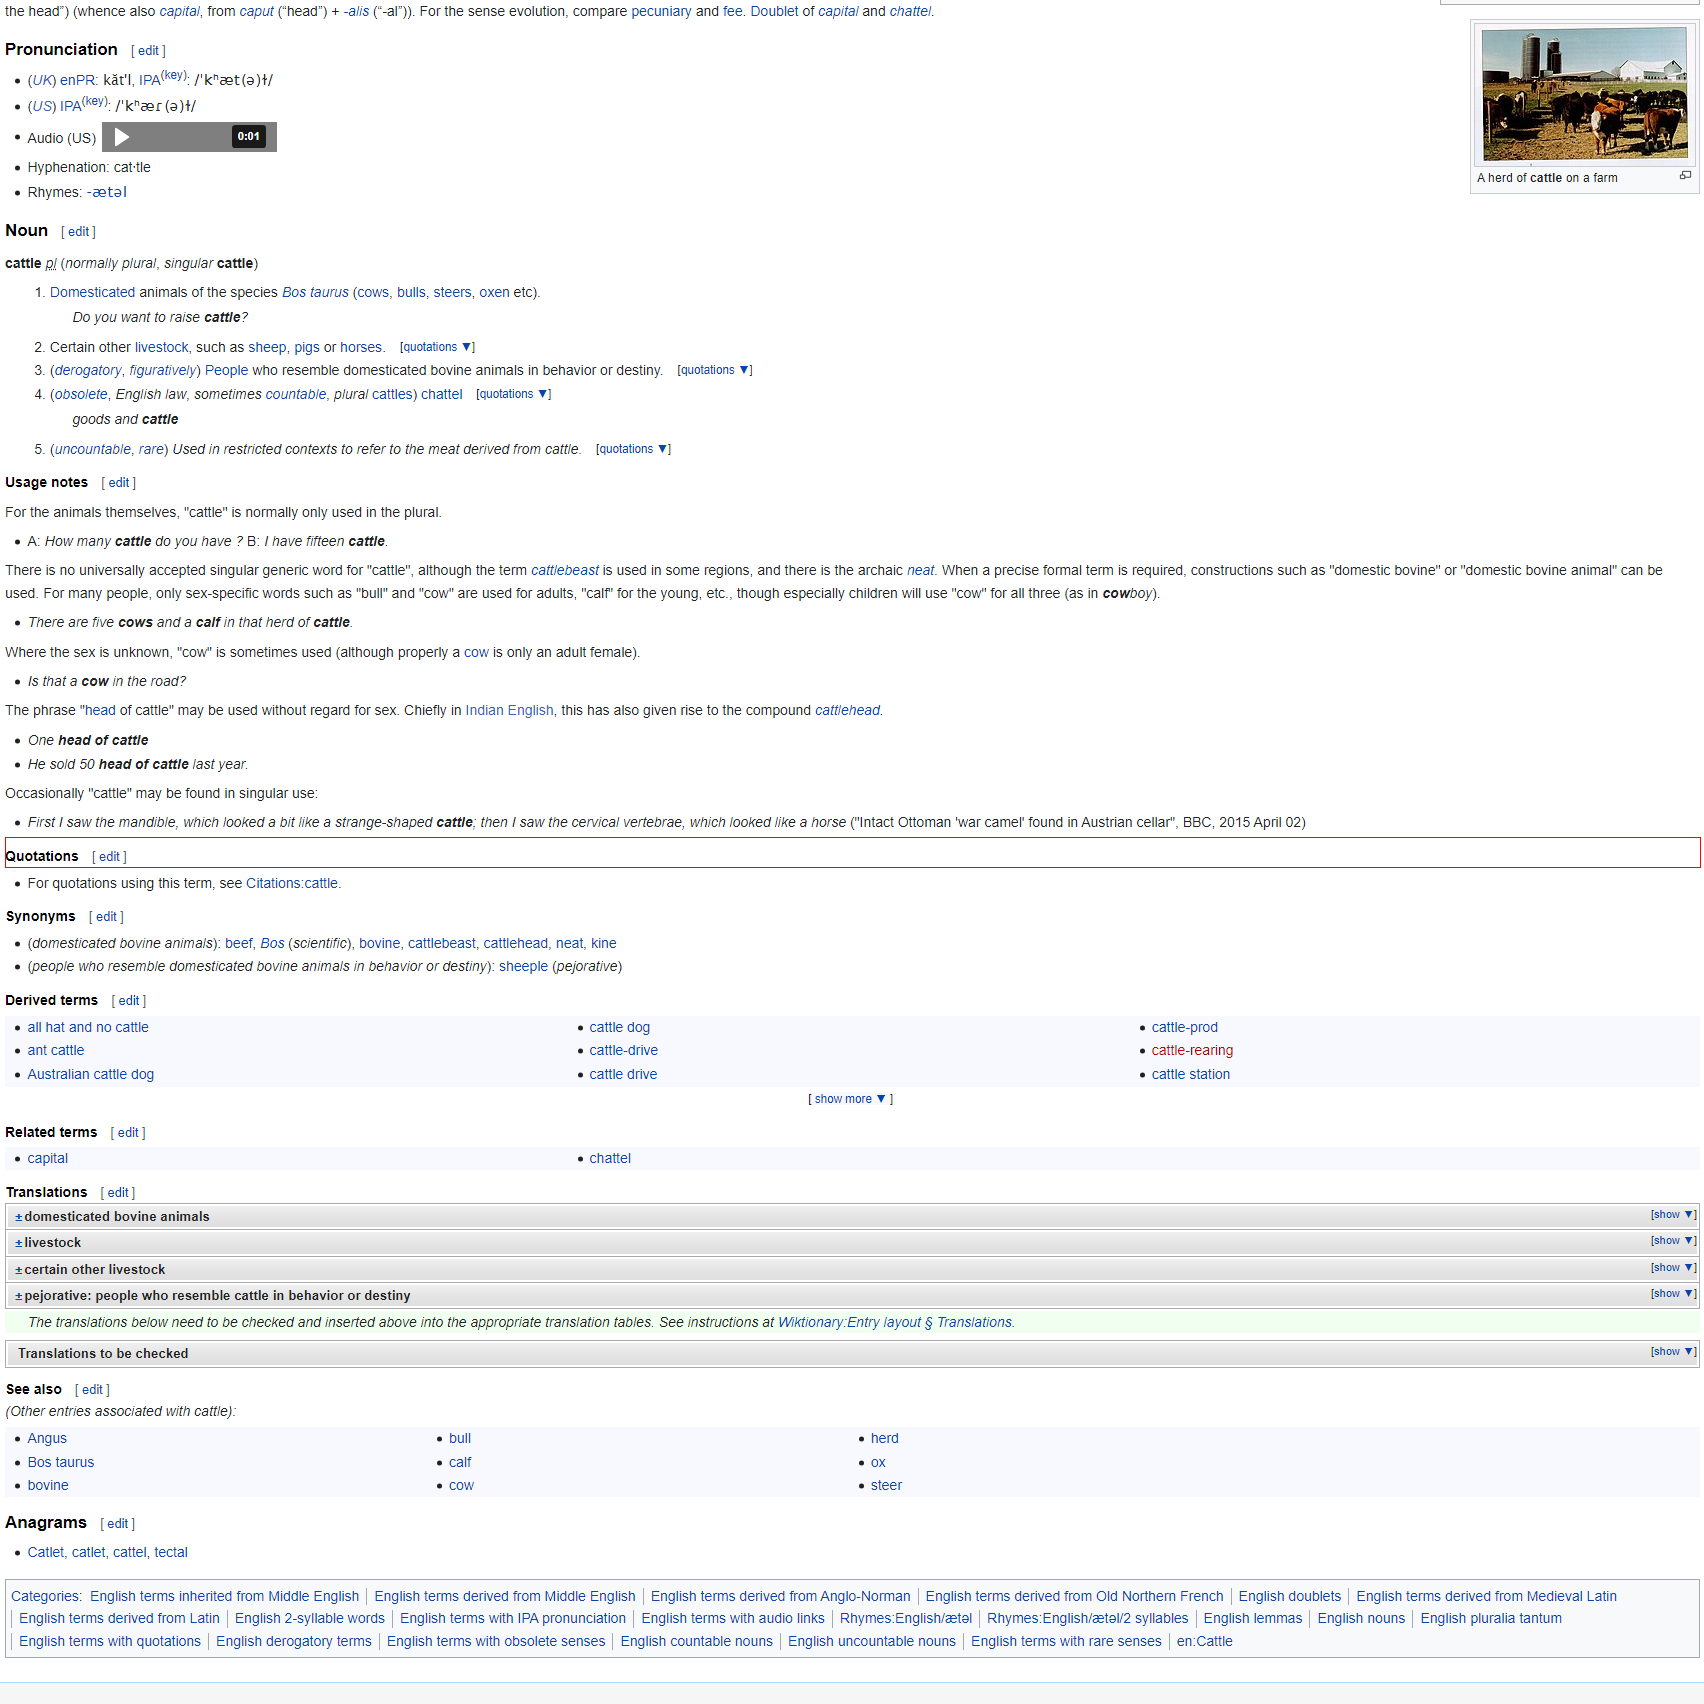 the head”) (whence also capital, from caput (“head”) + -alis (“-al”)). For the sense evolution, compare pecuniary and fee. Doublet of capital and chattel.
Pronunciation [ edit ]
• (UK) enPR: kătʹl, IPA(key): /ˈkʰæt(ə)ɫ/
• (US) IPA(key): /ˈkʰæɾ(ə)ɫ/
• Audio (US) 0:01
• Hyphenation: cat·tle
• Rhymes: -ætəl
A herd of cattle on a farm
Noun [ edit ]
cattle pl (normally plural, singular cattle)
1. Domesticated animals of the species Bos taurus (cows, bulls, steers, oxen etc).
Do you want to raise cattle?
2. Certain other livestock, such as sheep, pigs or horses. [quotations ▼]
3. (derogatory, figuratively) People who resemble domesticated bovine animals in behavior or destiny. [quotations ▼]
4. (obsolete, English law, sometimes countable, plural cattles) chattel [quotations ▼]
goods and cattle
5. (uncountable, rare) Used in restricted contexts to refer to the meat derived from cattle. [quotations ▼]
Usage notes [ edit ]
For the animals themselves, "cattle" is normally only used in the plural.
• A: How many cattle do you have ? B: I have fifteen cattle.
There is no universally accepted singular generic word for "cattle", although the term cattlebeast is used in some regions, and there is the archaic neat. When a precise formal term is required, constructions such as "domestic bovine" or "domestic bovine animal" can be
used. For many people, only sex-specific words such as "bull" and "cow" are used for adults, "calf" for the young, etc., though especially children will use "cow" for all three (as in cowboy).
• There are five cows and a calf in that herd of cattle.
Where the sex is unknown, "cow" is sometimes used (although properly a cow is only an adult female).
• Is that a cow in the road?
The phrase "head of cattle" may be used without regard for sex. Chiefly in Indian English, this has also given rise to the compound cattlehead.
• One head of cattle
• He sold 50 head of cattle last year.
Occasionally "cattle" may be found in singular use:
• First I saw the mandible, which looked a bit like a strange-shaped cattle; then I saw the cervical vertebrae, which looked like a horse ("Intact Ottoman 'war camel' found in Austrian cellar", BBC, 2015 April 02)
Quotations [ edit ]
• For quotations using this term, see Citations:cattle.
Synonyms [ edit ]
• (domesticated bovine animals): beef, Bos (scientific), bovine, cattlebeast, cattlehead, neat, kine
• (people who resemble domesticated bovine animals in behavior or destiny): sheeple (pejorative)
Derived terms [ edit ]
• all hat and no cattle • cattle dog • cattle-prod
• ant cattle • cattle-drive • cattle-rearing
• Australian cattle dog • cattle drive • cattle station
[ show more ▼ ]
Related terms [ edit ]
• capital • chattel
Translations [ edit ]
± domesticated bovine animals [show ▼]
± livestock [show ▼]
± certain other livestock [show ▼]
± pejorative: people who resemble cattle in behavior or destiny [show ▼]
The translations below need to be checked and inserted above into the appropriate translation tables. See instructions at Wiktionary:Entry layout § Translations.
Translations to be checked [show ▼]
See also [ edit ]
(Other entries associated with cattle):
• Angus • bull • herd
• Bos taurus • calf • ox
• bovine • cow • steer
Anagrams [ edit ]
• Catlet, catlet, cattel, tectal
Categories: English terms inherited from Middle English | English terms derived from Middle English | English terms derived from Anglo-Norman | English terms derived from Old Northern French | English doublets | English terms derived from Medieval Latin
| English terms derived from Latin | English 2-syllable words | English terms with IPA pronunciation | English terms with audio links | Rhymes:English/ætəl | Rhymes:English/ætəl/2 syllables | English lemmas | English nouns | English pluralia tantum
| English terms with quotations | English derogatory terms | English terms with obsolete senses | English countable nouns | English uncountable nouns | English terms with rare senses | en:Cattle